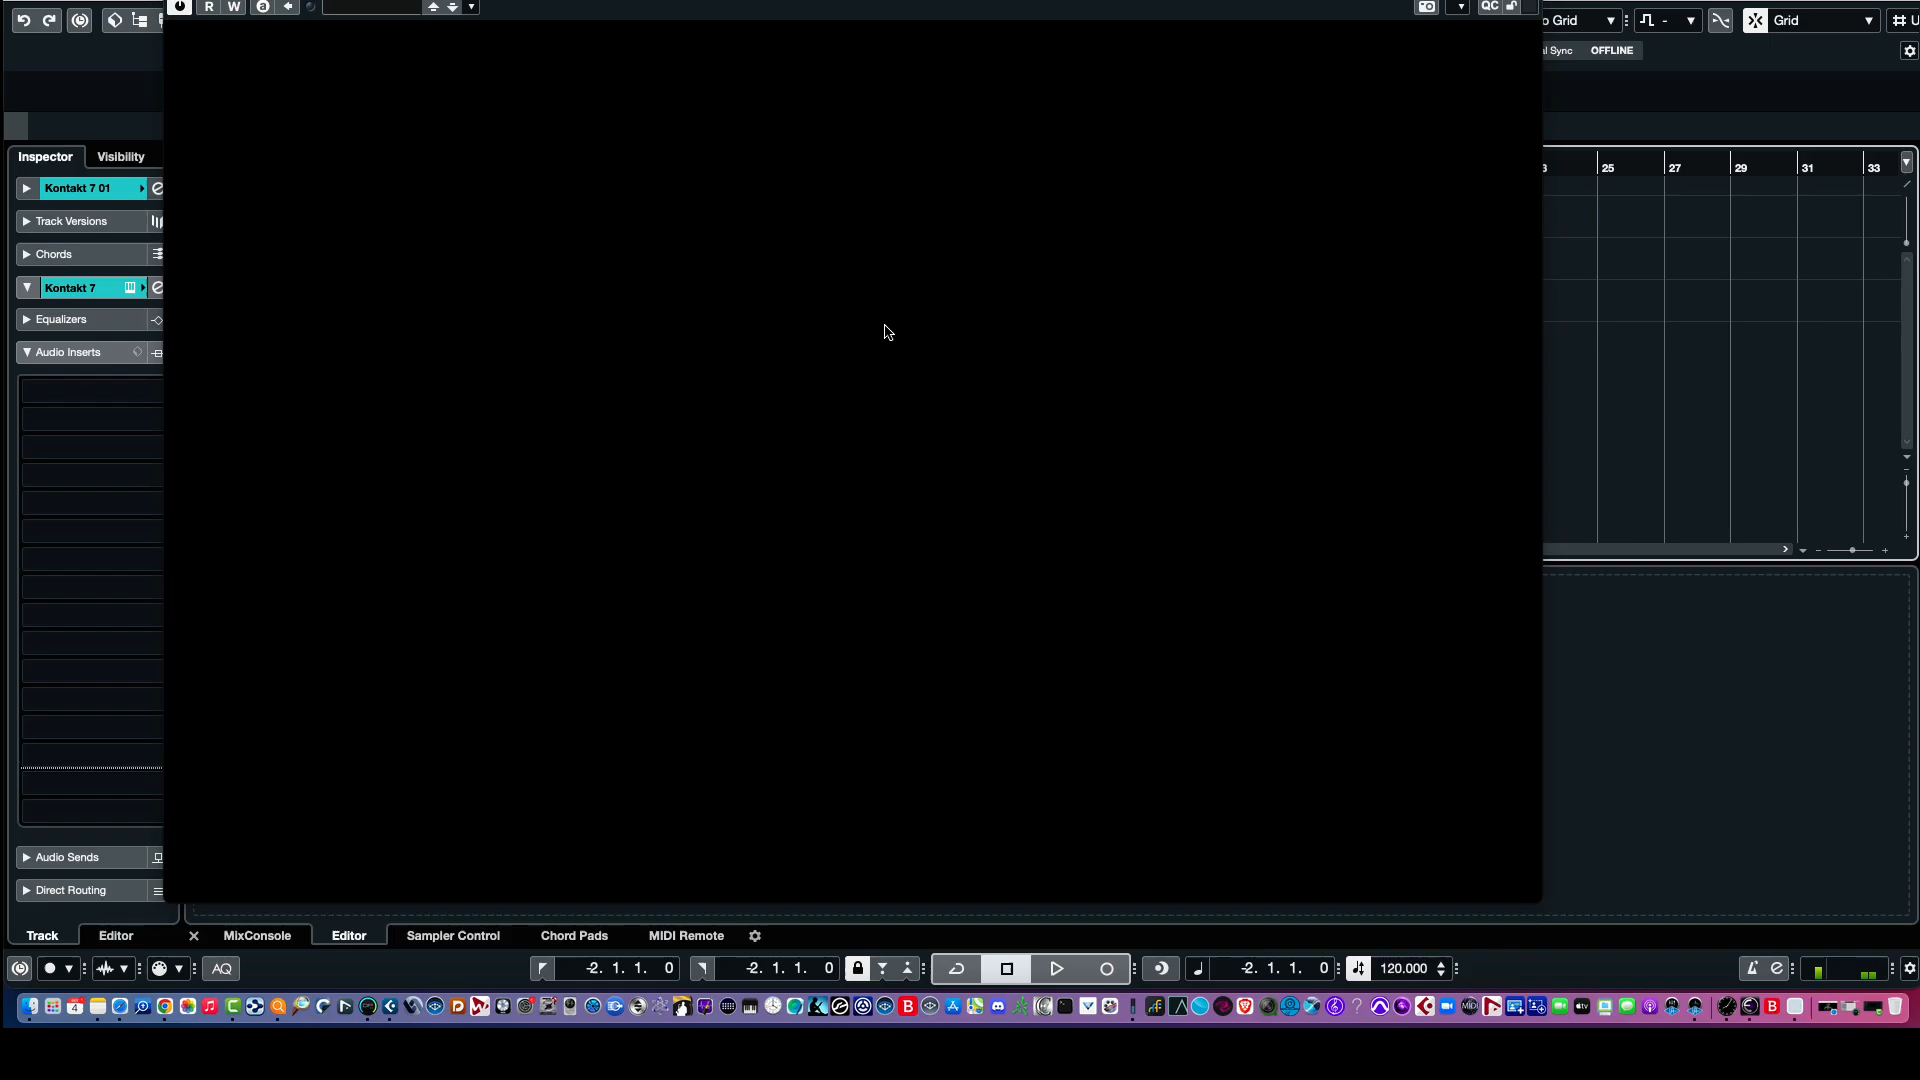 R W a QC
Grid
Grid
Sync OFFLINE
Inspector Visibility
25 27 29 31 33
Kontakt 7 01
Track Versions
Chords
Kontakt 7
Equalizers
Audio Inserts
Audio Sends
Direct Routing
Track Editor MixConsole Editor Sampler Control Chord Pads MIDI Remote
AQ -2. 1. 1. 0 -2. 1. 1. 0 -2. 1. 1. 0 120.000